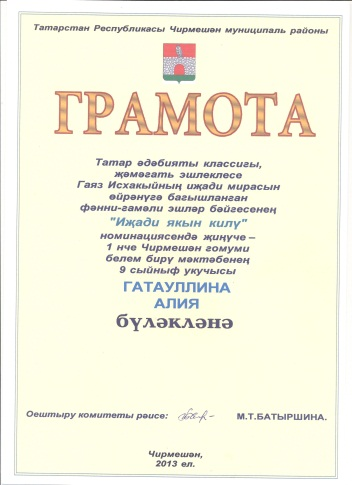 Татарстан Республикасы Чирмешән муниципаль районы
ГРАМОТА
Татар әдәбияты классигы,
җәмәгать эшлеклесе
Гаяз Исхакыйның иҗади мирасын
өйрәнүгә багышланган
фәнни-гамәли эшләр бәйгесенең
"Иҗади якын килү"
номинациясендә җиңүче –
1 нче Чирмешән гомуми
белем бирү мәктәбенең
9 сыйныф укучысы
ГАТАУЛЛИНА
АЛИЯ
бүләкләнә
Оештыру комитеты рәисе: М.Т.БАТЫРШИНА.
Чирмешән,
2013 ел.